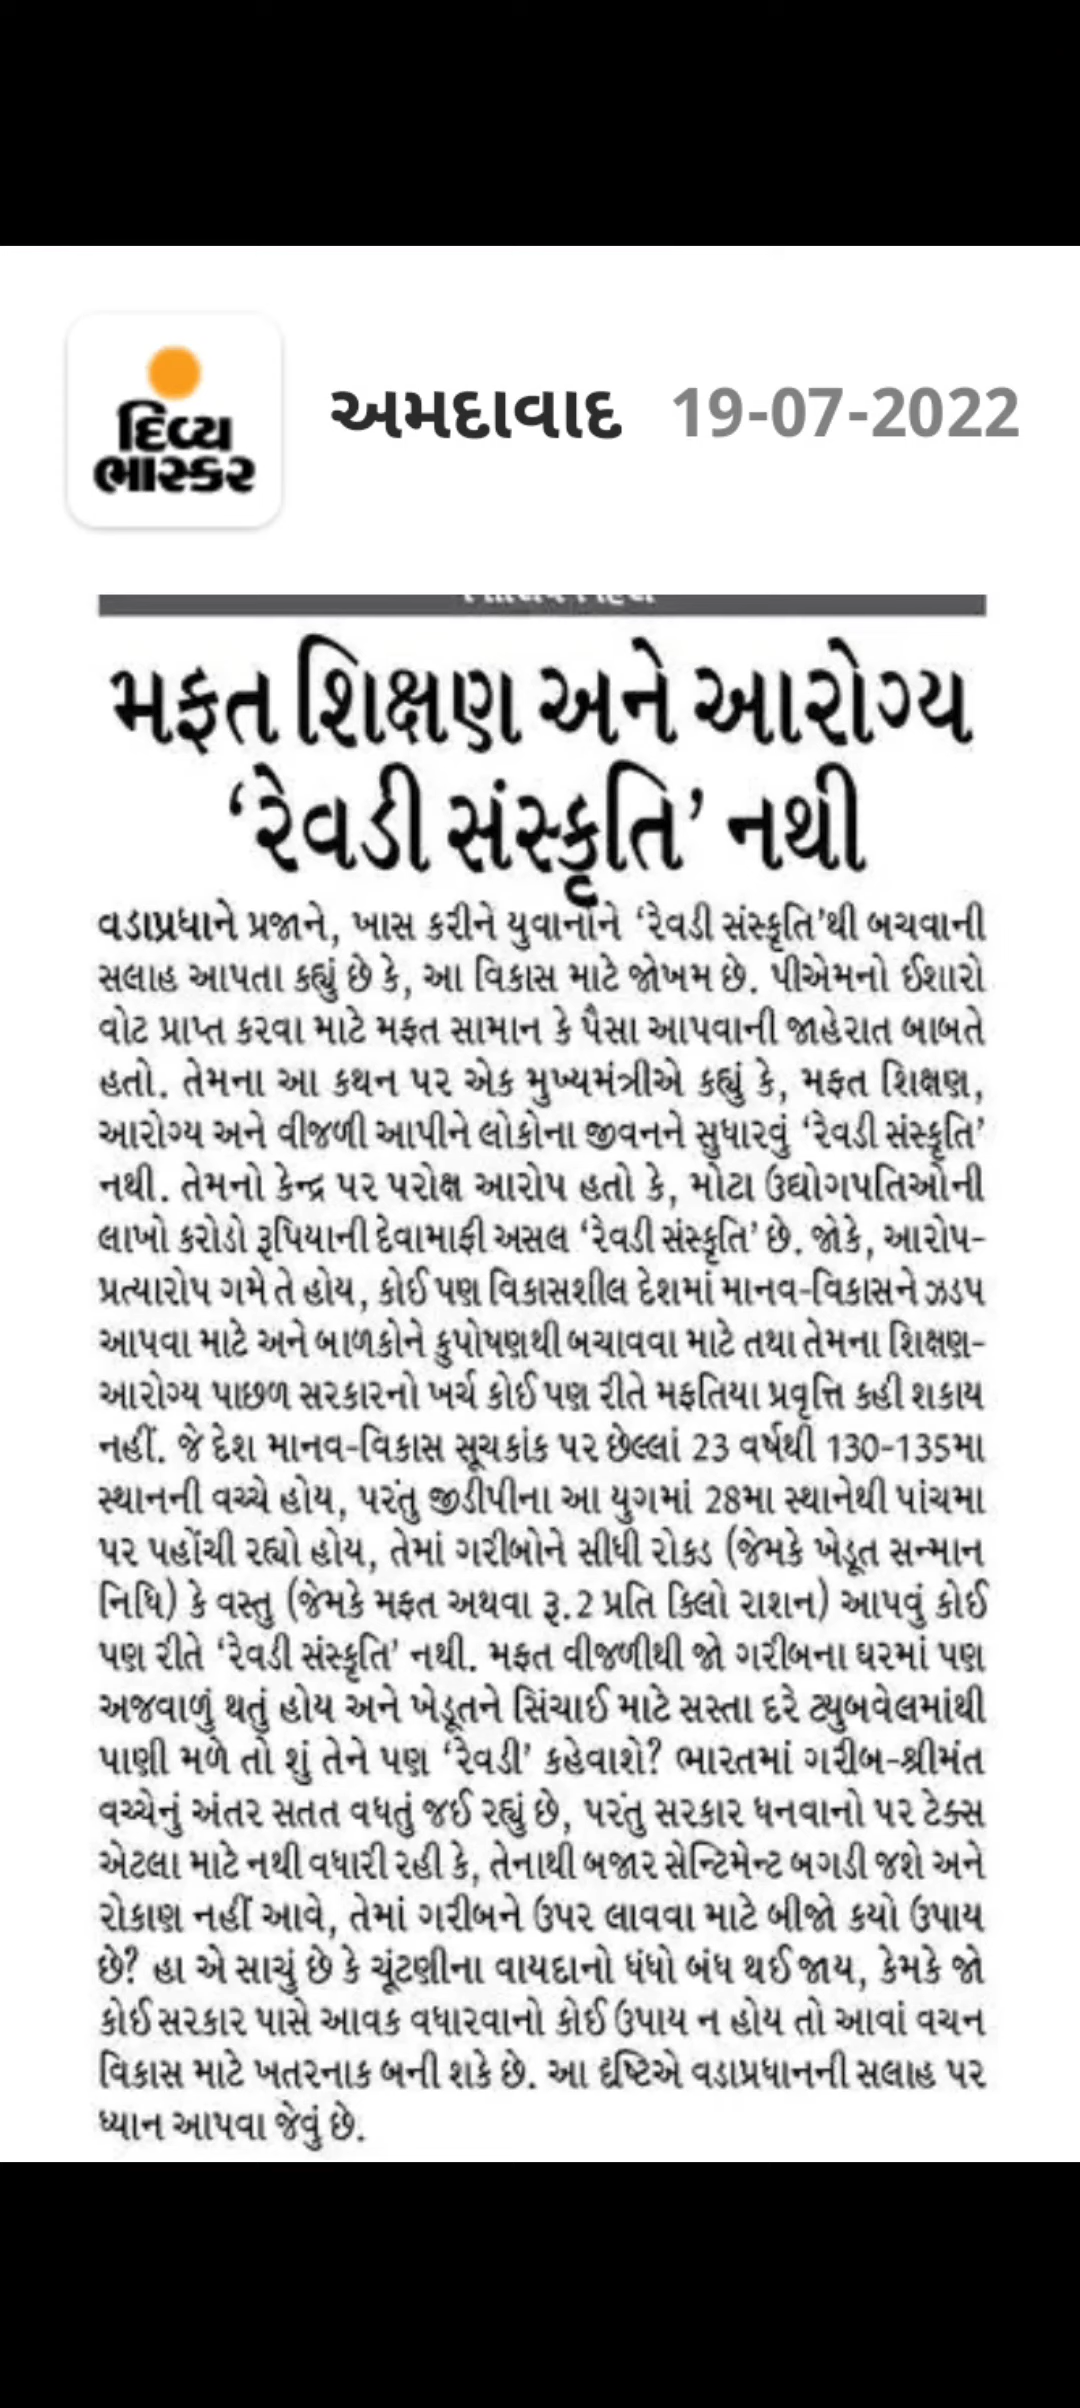 દિવ્ય
ભાસ્કર
અમદાવાદ 19-07-2022
મફત શિક્ષણ અને આરોગ્ય
‘રેવડી સંસ્કૃતિ’ નથી
વડાપ્રધાને પ્રજાને, ખાસ કરીને યુવાનોને ‘રેવડી સંસ્કૃતિ’થી બચવાની
સલાહ આપતા કહ્યું છે કે, આ વિકાસ માટે જોખમ છે. પીએમનો ઈશારો
વોટ પ્રાપ્ત કરવા માટે મફત સામાન કે પૈસા આપવાની જાહેરાત બાબતે
હતો. તેમના આ કથન પર એક મુખ્યમંત્રીએ કહ્યું કે, મફત શિક્ષણ,
આરોગ્ય અને વીજળી આપીને લોકોના જીવનને સુધારવું ‘રેવડી સંસ્કૃતિ’
નથી. તેમનો કેન્દ્ર પર પરોક્ષ આરોપ હતો કે, મોટા ઉદ્યોગપતિઓની
લાખો કરોડો રૂપિયાની દેવામાફી અસલ ‘રેવડી સંસ્કૃતિ’ છે. જોકે, આરોપ-
પ્રત્યારોપ ગમે તે હોય, કોઈ પણ વિકાસશીલ દેશમાં માનવ-વિકાસને ઝડપ
આપવા માટે અને બાળકોને કુપોષણથી બચાવવા માટે તથા તેમના શિક્ષણ-
આરોગ્ય પાછળ સરકારનો ખર્ચ કોઈ પણ રીતે મફતિયા પ્રવૃત્તિ કહી શકાય
નહીં. જે દેશ માનવ-વિકાસ સૂચકાંક પર છેલ્લાં 23 વર્ષથી 130-135મા
સ્થાનની વચ્ચે હોય, પરંતુ જીડીપીના આ યુગમાં 28મા સ્થાનેથી પાંચમા
પર પહોંચી રહ્યો હોય, તેમાં ગરીબોને સીધી રોકડ (જેમકે ખેડૂત સન્માન
નિધિ) કે વસ્તુ (જેમકે મફત અથવા રૂ.2 પ્રતિ કિલો રાશન) આપવું કોઈ
પણ રીતે ‘રેવડી સંસ્કૃતિ’ નથી. મફત વીજળીથી જો ગરીબના ઘરમાં પણ
અજવાળું થતું હોય અને ખેડૂતને સિંચાઈ માટે સસ્તા દરે ટ્યુબવેલમાંથી
પાણી મળે તો શું તેને પણ ‘રેવડી’ કહેવાશે? ભારતમાં ગરીબ-શ્રીમંત
વચ્ચેનું અંતર સતત વધતું જઈ રહ્યું છે, પરંતુ સરકાર ધનવાનો પર ટેક્સ
એટલા માટે નથી વધારી રહી કે, તેનાથી બજાર સેન્ટિમેન્ટ બગડી જશે અને
રોકાણ નહીં આવે, તેમાં ગરીબને ઉપર લાવવા માટે બીજો કયો ઉપાય
છે? હા એ સાચું છે કે ચૂંટણીના વાયદાનો ધંધો બંધ થઈ જાય, કેમકે જો
કોઈ સરકાર પાસે આવક વધારવાનો કોઈ ઉપાય ન હોય તો આવાં વચન
વિકાસ માટે ખતરનાક બની શકે છે. આ દૃષ્ટિએ વડાપ્રધાનની સલાહ પર
ધ્યાન આપવા જેવું છે.